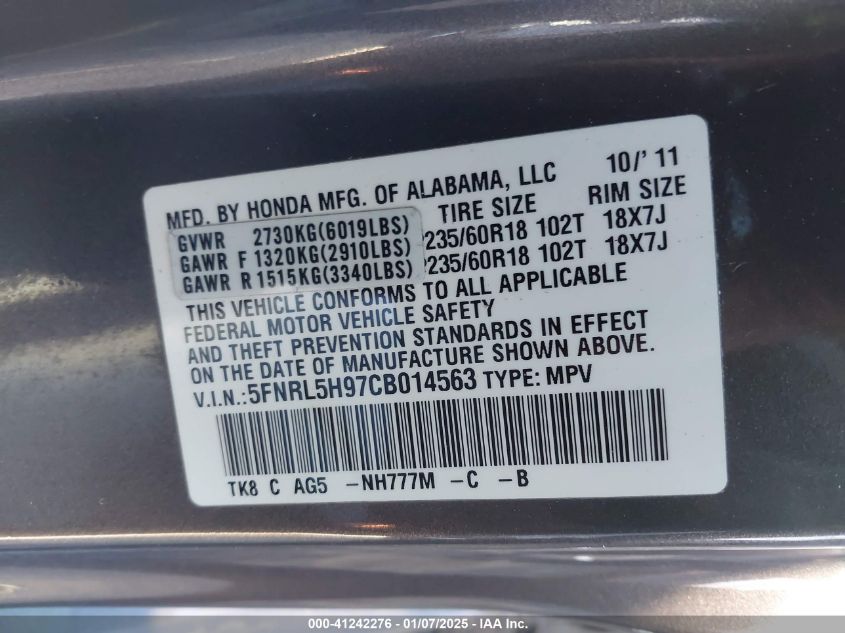 MFD. BY HONDA MFG. OF ALABAMA, LLC 10/'11
GVWR 2730KG(6019LBS) TIRE SIZE RIM SIZE
GAWR F 1320KG(2910LBS) P235/60R18 102T 18X7J
GAWR R 1515KG(3340LBS) P235/60R18 102T 18X7J
THIS VEHICLE CONFORMS TO ALL APPLICABLE
FEDERAL MOTOR VEHICLE SAFETY
AND THEFT PREVENTION STANDARDS IN EFFECT
ON THE DATE OF MANUFACTURE SHOWN ABOVE.
V.I.N.:5FNRL5H97CB014563 TYPE: MPV
TK8 C AG5 -NH777M -C -B
000-41242276 - 01/07/2025 - IAA Inc.